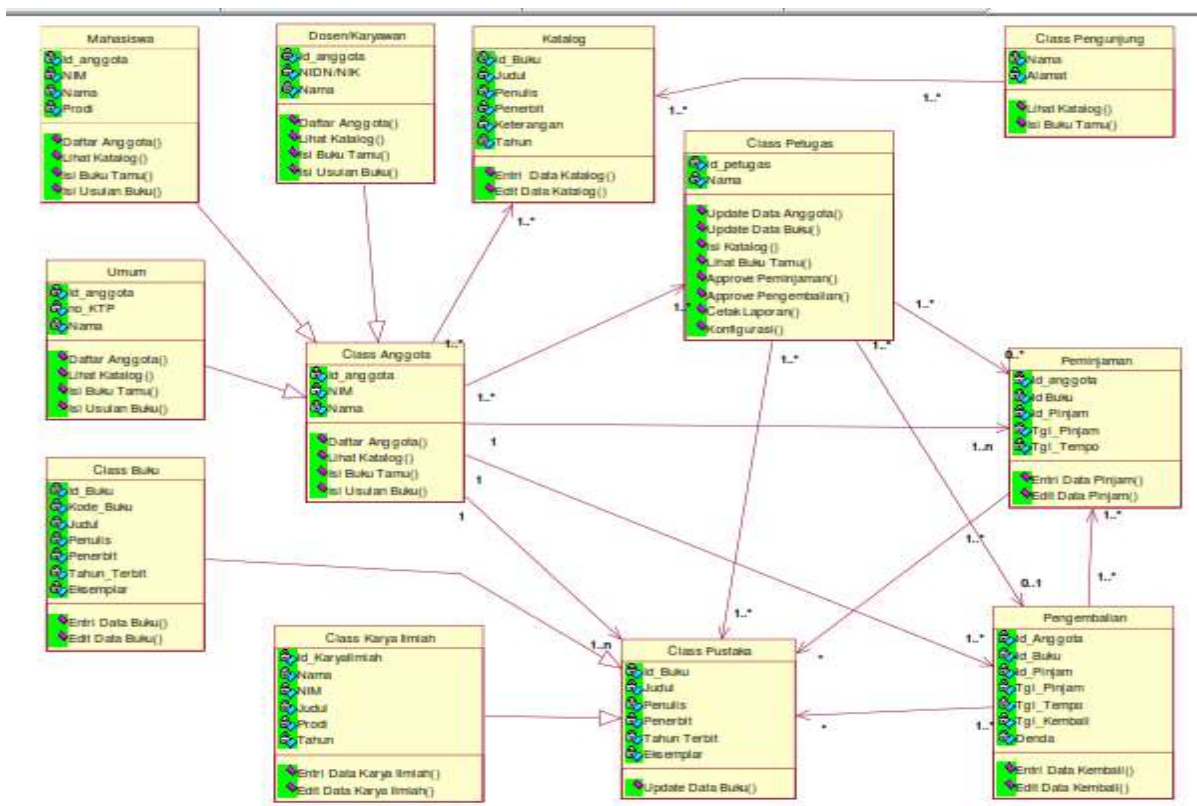 Mahasiswa
Id_anggota
NIM
Nama
Prodi
Daftar Anggota()
Lihat Katalog()
Isi Buku Tamu()
Isi Usulan Buku()
Dosen/Karyawan
Id_anggota
NIDN/NIK
Nama
Daftar Anggota()
Lihat Katalog()
Isi Buku Tamu()
Isi Usulan Buku()
Katalog
Id_Buku
Judul
Penulis
Penerbit
Keterangan
Tahun
Entri Data Katalog()
Edit Data Katalog()
Class Pengunjung
Nama
Alamat
Lihat Katalog()
Isi Buku Tamu()
1..*
1..*
Class Petugas
Id_petugas
Nama
Update Data Anggota()
Update Data Buku()
Isi Katalog()
Lihat Buku Tamu()
Approve Peminjaman()
Approve Pengembalian()
Cetak Laporan()
Konfigurasi()
1..*
1..*
1..*
1..*
1..*
1..*
1..*
0..*
Umum
Id_anggota
no_KTP
Nama
Daftar Anggota()
Lihat Katalog()
Isi Buku Tamu()
Isi Usulan Buku()
Class Anggota
Id_anggota
NIM
Nama
Daftar Anggota()
Lihat Katalog()
Isi Buku Tamu()
Isi Usulan Buku()
1
1
1
1..n
Peminjaman
Id_anggota
Id Buku
Id_Pinjam
Tgl_Pinjam
Tgl_Tempo
Entri Data Pinjam()
Edit Data Pinjam()
1..*
1..*
1..*
Class Buku
Id_Buku
Kode_Buku
Judul
Penulis
Penerbit
Tahun_Terbit
Eksemplar
Entri Data Buku()
Edit Data Buku()
Class Karya Ilmiah
Id_KaryaIlmiah
Nama
NIM
Judul
Prodi
Tahun
Entri Data Karya Ilmiah()
Edit Data Karya Ilmiah()
1..n
1..*
*
*
Class Pustaka
Id_Buku
Judul
Penulis
Penerbit
Tahun Terbit
Eksemplar
Update Data Buku()
0..1
1..*
1..*
Pengembalian
Id_Anggota
Id_Buku
Id_Pinjam
Tgl_Pinjam
Tgl_Tempo
Tgl_Kembali
Denda
Entri Data Kembali()
Edit Data Kembali()